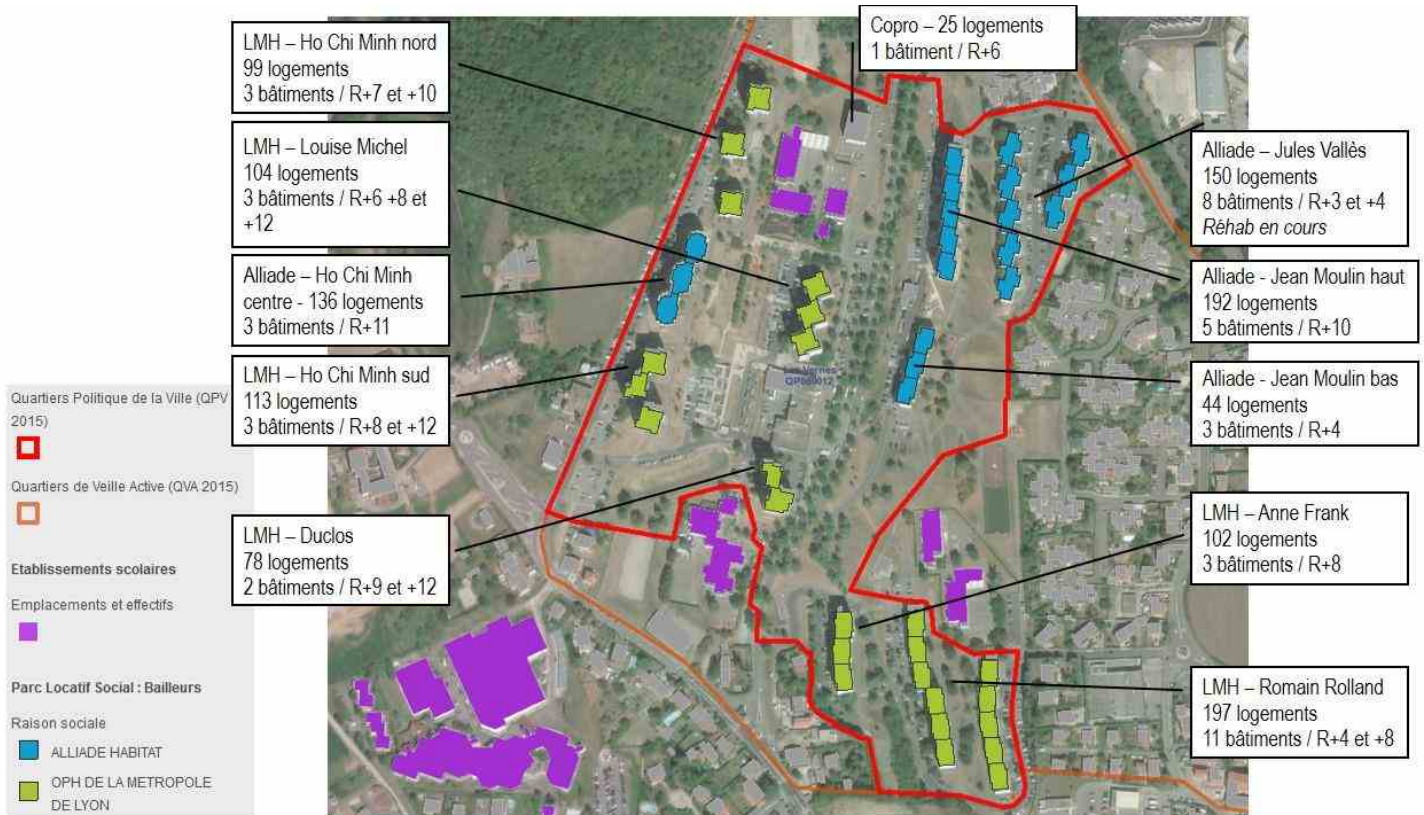 LMH – Ho Chi Minh nord
99 logements
3 bâtiments / R+7 et +10
LMH – Louise Michel
104 logements
3 bâtiments / R+6 +8 et
+12
Alliade – Ho Chi Minh
centre - 136 logements
3 bâtiments / R+11
LMH – Ho Chi Minh sud
113 logements
3 bâtiments / R+8 et +12
LMH – Duclos
78 logements
2 bâtiments / R+9 et +12
Copro – 25 logements
1 bâtiment / R+6
Alliade – Jules Vallès
150 logements
8 bâtiments / R+3 et +4
Réhab en cours
Alliade - Jean Moulin haut
192 logements
5 bâtiments / R+10
Alliade - Jean Moulin bas
44 logements
3 bâtiments / R+4
LMH – Anne Frank
102 logements
3 bâtiments / R+8
LMH – Romain Rolland
197 logements
11 bâtiments / R+4 et +8
Les Vernes
Quartiers Politique de la Ville (QPV
2015)
Quartiers de Veille Active (QVA 2015)
Etablissements scolaires
Emplacements et effectifs
Parc Locatif Social : Bailleurs
Raison sociale
ALLIADE HABITAT
OPH DE LA METROPOLE
DE LYON